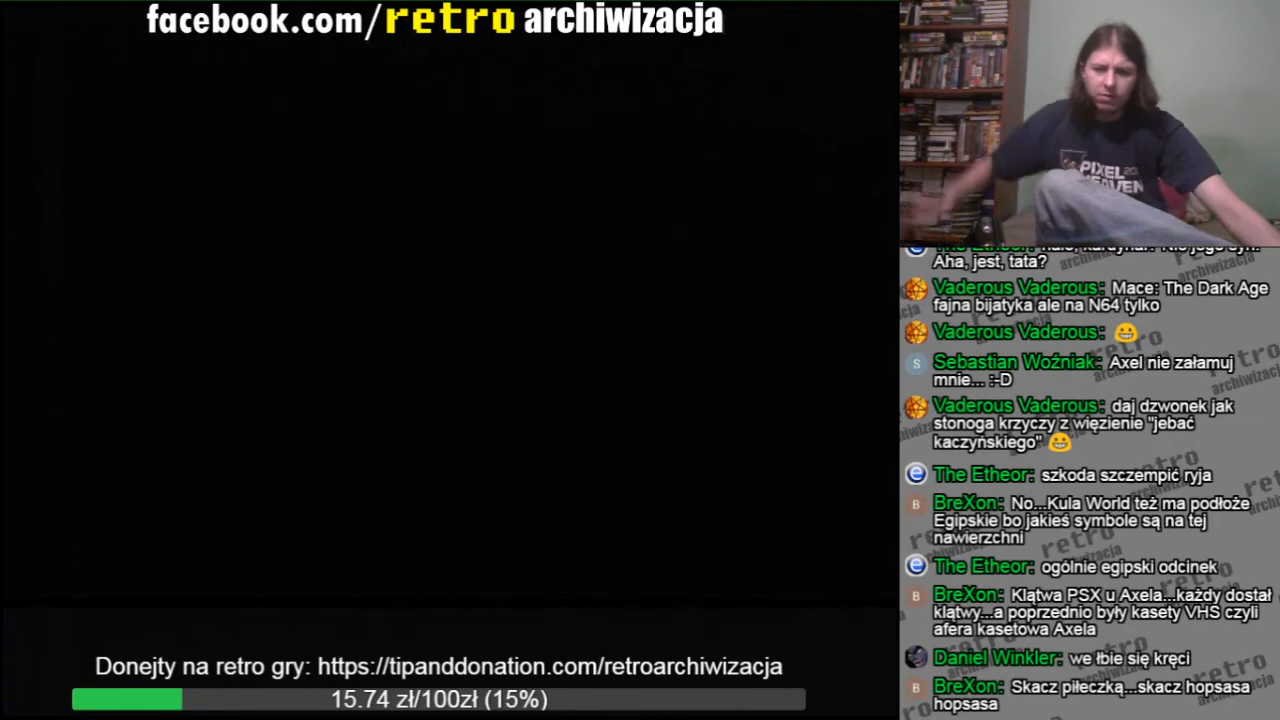 facebook.com/retro archiwizacja
PIXEL
HEAVEN
Aha, jest, tata?
Vaderous Vaderous: Mace: The Dark Age
fajna bijatyka ale na N64 tylko
Vaderous Vaderous: 😀
Sebastian Woźniak: Axel nie załamuj
mnie... :-D
Vaderous Vaderous: daj dzwonek jak
stonoga krzyczy z więzienie "jebać
kaczyńskiego" 😀
The Etheor: szkoda szczempić ryja
BreXon: No...Kula World też ma podłoże
Egipskie bo jakieś symbole są na tej
nawierzchni
The Etheor: ogólnie egipski odcinek
BreXon: Klątwa PSX u Axela...każdy dostał
klątwy...a poprzednio były kasety VHS czyli
afera kasetowa Axela
Daniel Winkler: we łbie się kręci
BreXon: Skacz piłeczką...skacz hopsasa
hopsasa
Donejty na retro gry: https://tipanddonation.com/retroarchiwizacja
15.74 zł/100zł (15%)